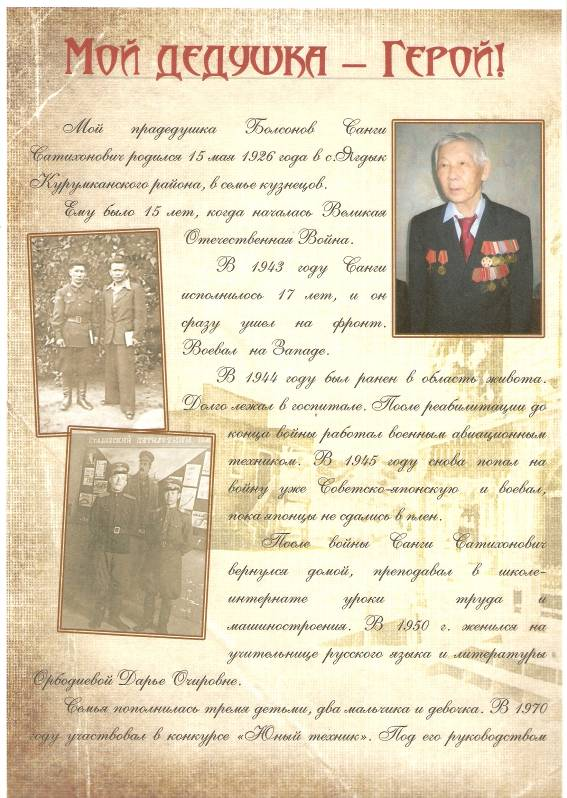 Мой дедушка – Герой!
Мой прадедушка Болсонов Санги
Сатихонович родился 15 мая 1926 года в с.Ягдык
Курумканского района, в семье кузнецов.
Ему было 15 лет, когда началась Великая
Отечественная Война.
В 1943 году Санги
исполнилось 17 лет, и он
сразу ушел на фронт.
Воевал на Западе.
В 1944 году был ранен в область живота.
Долго лежал в госпитале. После реабилитации до
конца войны работал военным авиационным
техником. В 1945 году снова попал на
войну уже Советско-японскую и воевал,
пока японцы не сдались в плен.
После войны Санги Сатихонович
вернулся домой, преподавал в школе-
интернате уроки труда и
машиностроения. В 1950 г. женился на
учительнице русского языка и литературы
Орбодиевой Дарье Очировне.
Семья пополнилась тремя детьми, два мальчика и девочка. В 1970
году участвовал в конкурсе «Юный техник». Под его руководством